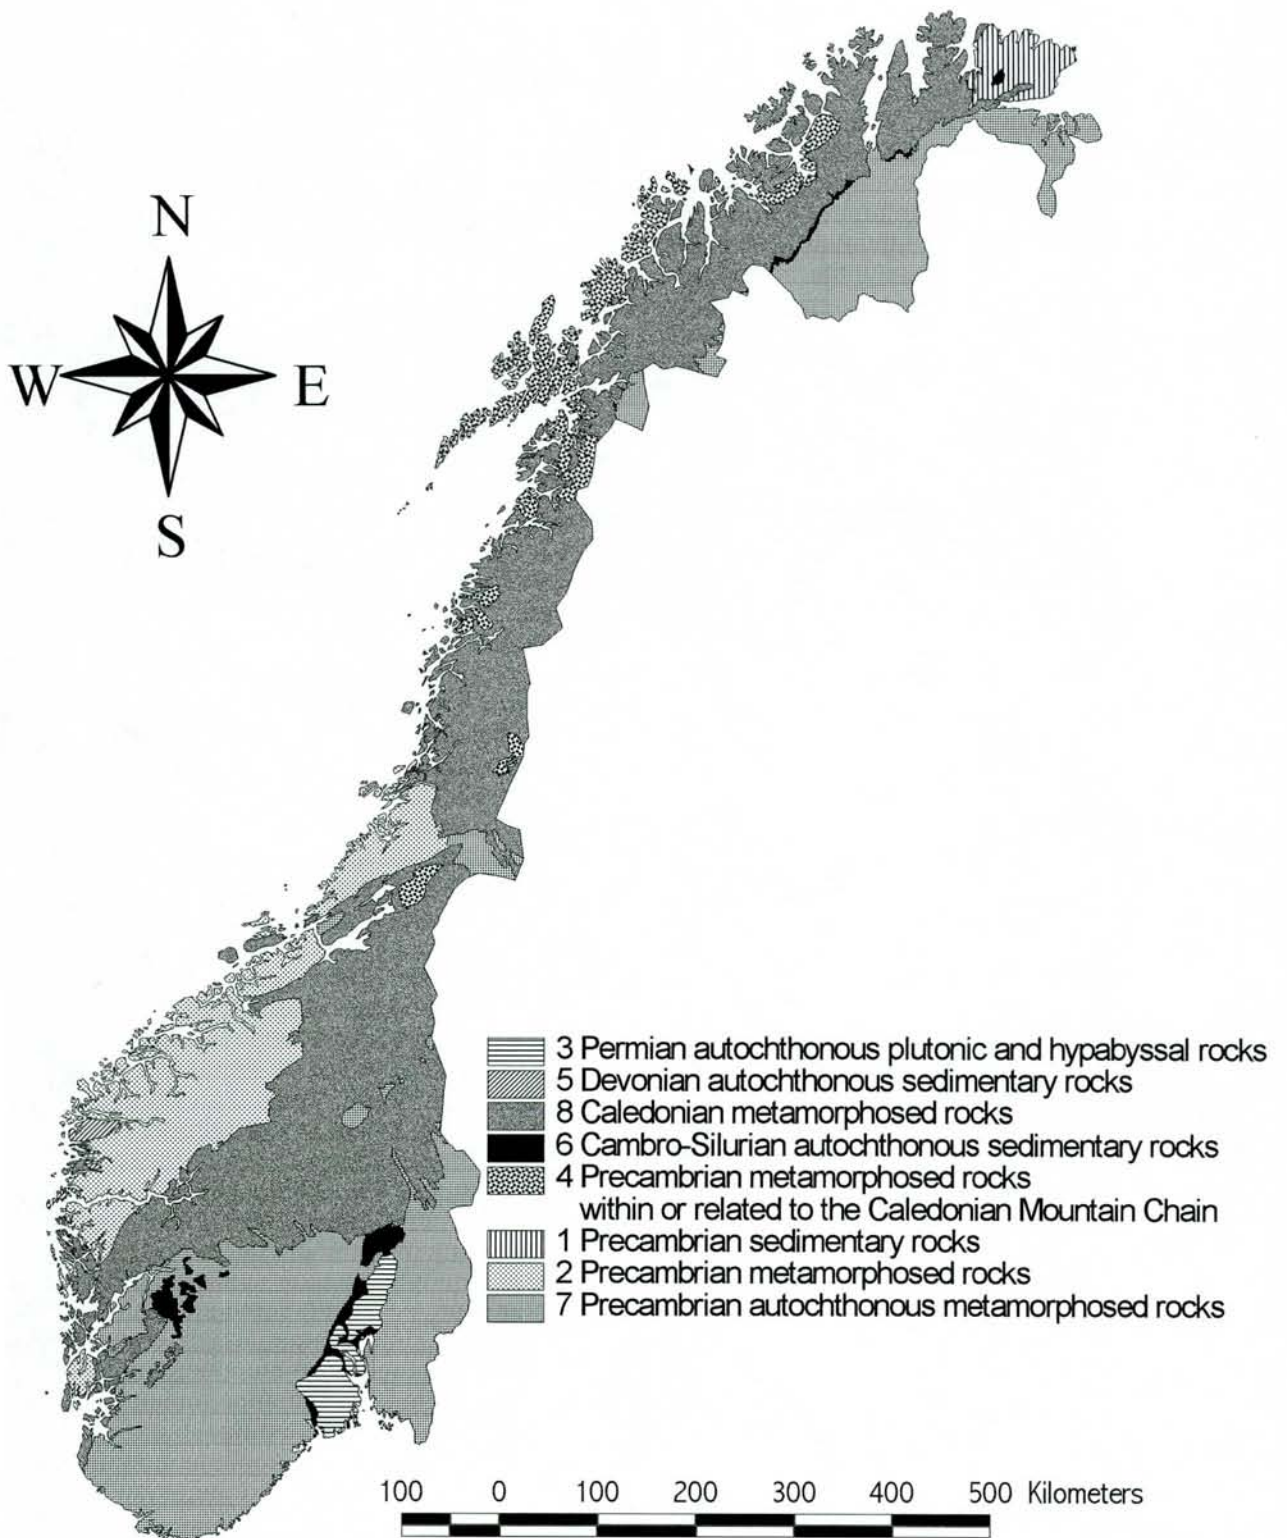 N
W
E
S
3 Permian autochthonous plutonic and hypabyssal rocks
5 Devonian autochthonous sedimentary rocks
8 Caledonian metamorphosed rocks
6 Cambro-Silurian autochthonous sedimentary rocks
4 Precambrian metamorphosed rocks
within or related to the Caledonian Mountain Chain
1 Precambrian sedimentary rocks
2 Precambrian metamorphosed rocks
7 Precambrian autochthonous metamorphosed rocks
100 0 100 200 300 400 500 Kilometers